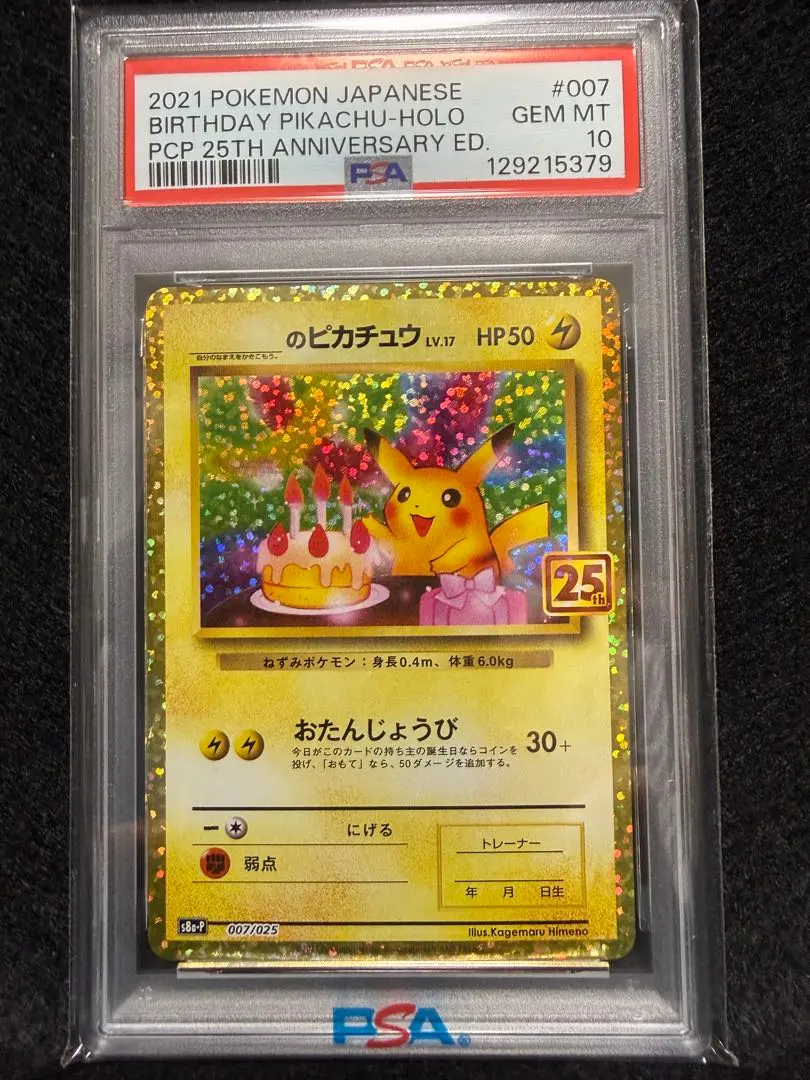 2021 POKEMON JAPANESE #007
BIRTHDAY PIKACHU-HOLO GEM MT
PCP 25TH ANNIVERSARY ED. 10
PSA 129215379
のピカチュウ LV.17 HP50
自分のなまえをかきこもう。
25th
ねずみポケモン：身長0.4m、体重6.0kg
おたんじょうび 30+
今日がこのカードの持ち主の誕生日ならコインを
投げ、「おもて」なら、50ダメージを追加する。
ー にげる
弱点
トレーナー
年 月 日生
s8a-P 007/025 Illus.Kagemaru Himeno
PSA®